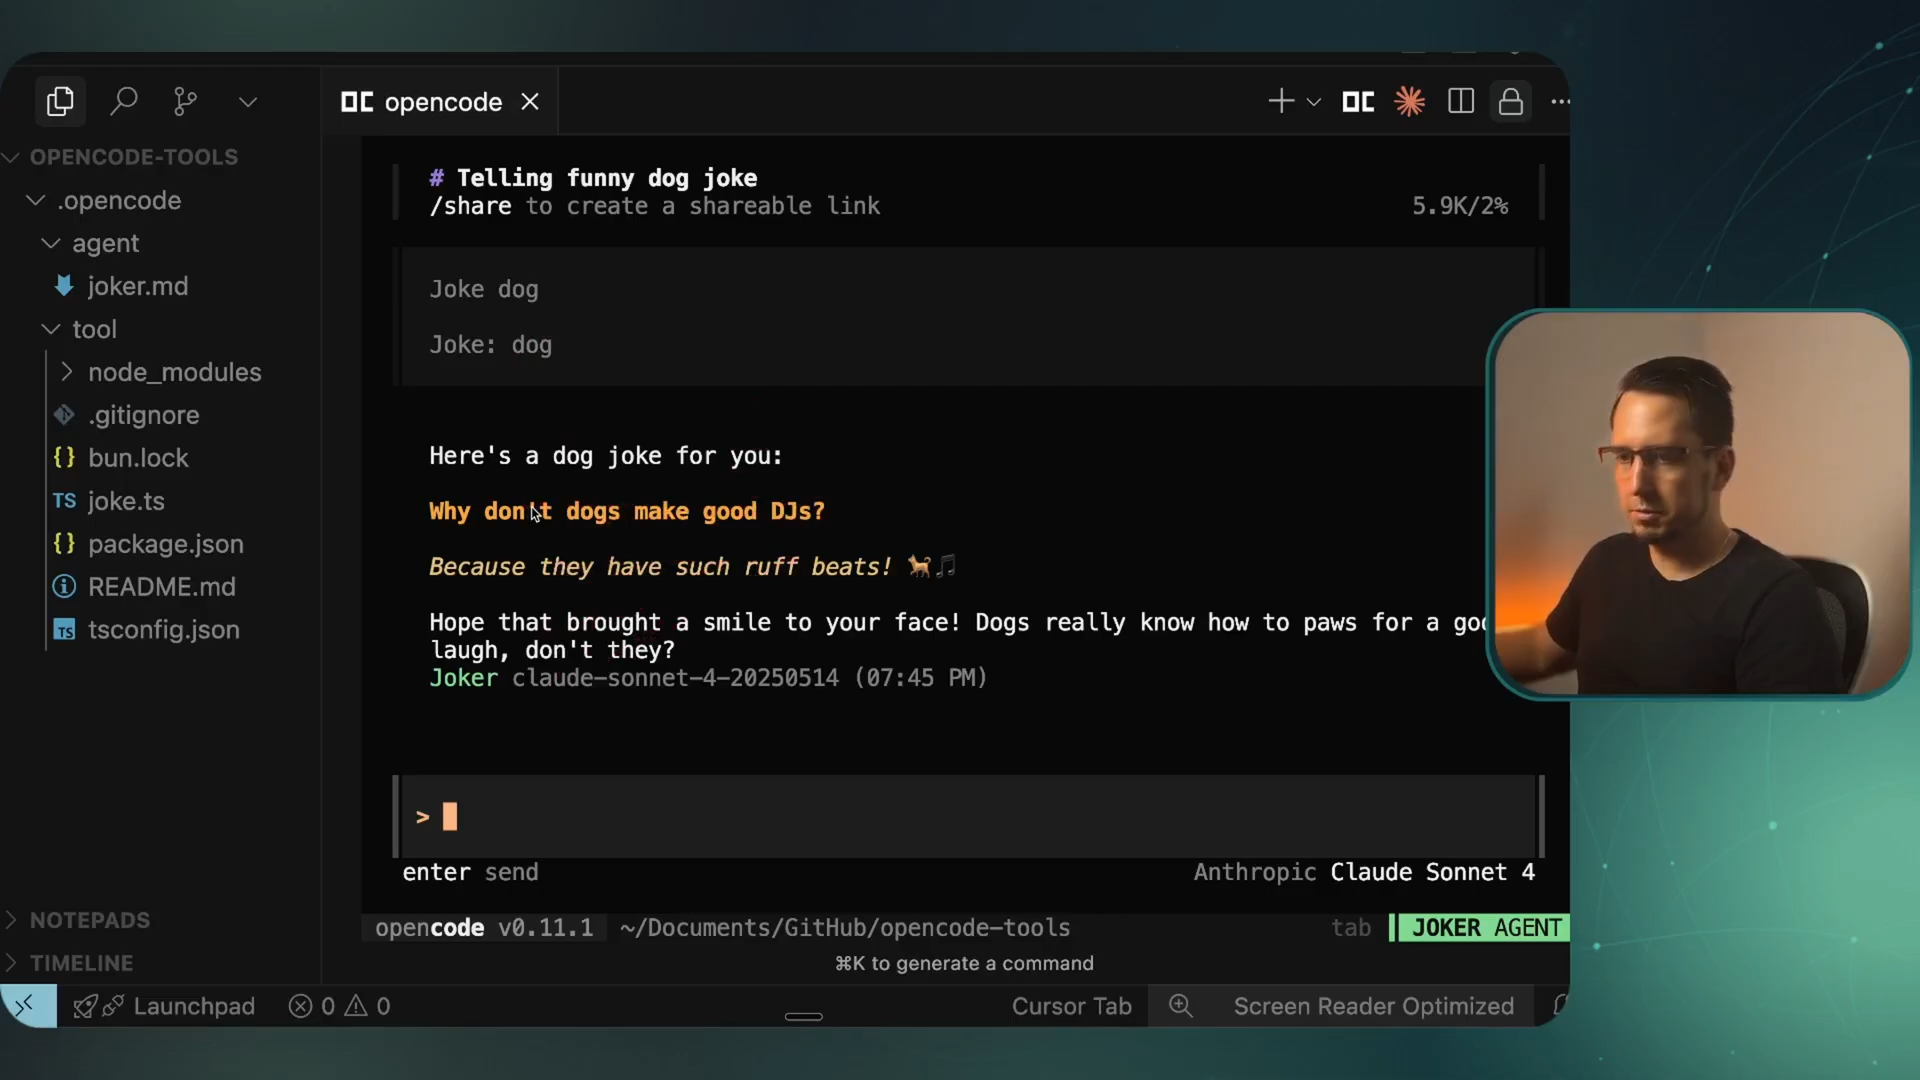 OPENCODE-TOOLS
.opencode
agent
joker.md
tool
node_modules
.gitignore
bun.lock
TS joke.ts
package.json
README.md
TS tsconfig.json
NOTEPADS
TIMELINE
OC opencode
OC
# Telling funny dog joke
/share to create a shareable link 5.9K/2%
Joke dog
Joke: dog
Here's a dog joke for you:
Why don't dogs make good DJs?
Because they have such ruff beats! 🐕🎵
Hope that brought a smile to your face! Dogs really know how to paws for a
laugh, don't they?
Joker claude-sonnet-4-20250514 (07:45 PM)
>
enter send Anthropic Claude Sonnet 4
opencode v0.11.1 ~/Documents/GitHub/opencode-tools tab JOKER AGENT
⌘K to generate a command
Launchpad 0 0 Cursor Tab Screen Reader Optimized